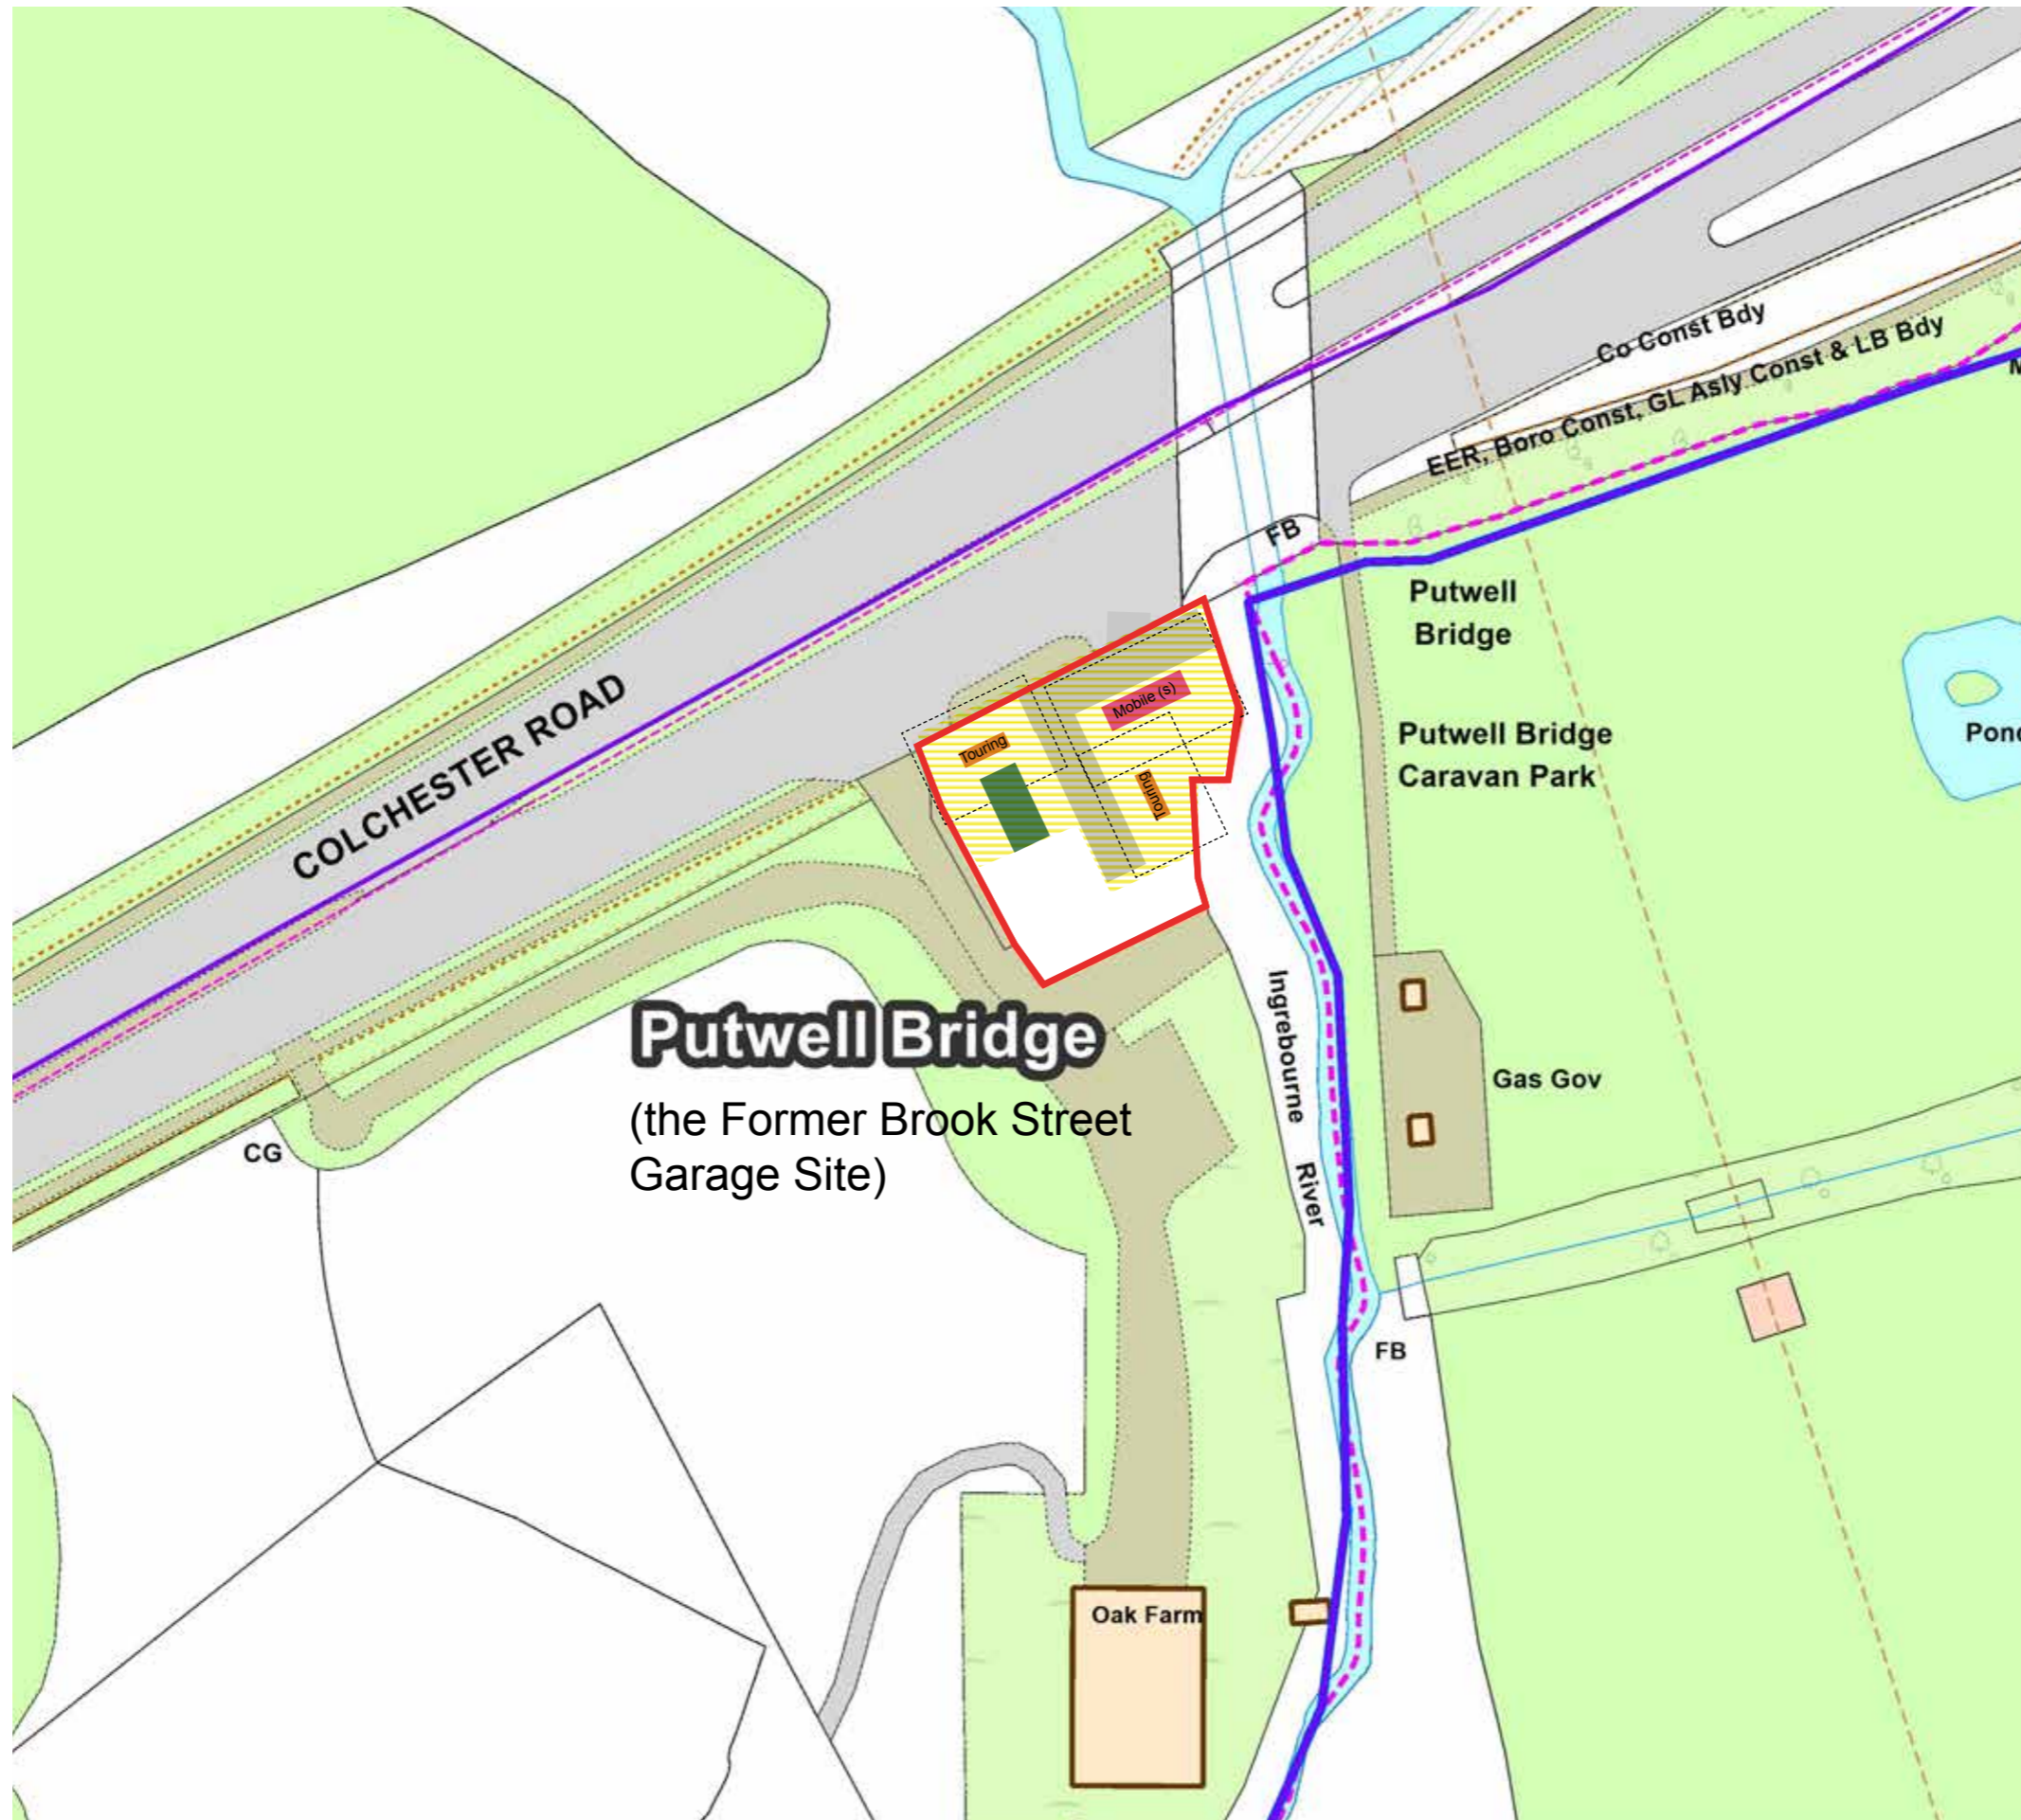 Co Const Bdy
EER, Boro Const, GL Asly Const & LB Bdy
FB
Putwell
Bridge
Mobile (s)
Touring
Touring
COLCHESTER ROAD
Putwell Bridge
Caravan Park
Ingrebourne
River
Putwell Bridge
(the Former Brook Street
Garage Site)
Gas Gov
CG
FB
Oak Farm